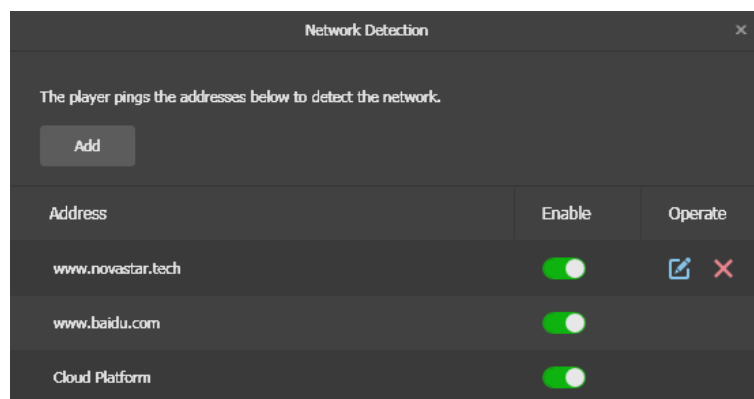 Network Detection
The player pings the addresses below to detect the network.
Add
Address Enable Operate
www.novastar.tech
www.baidu.com
Cloud Platform